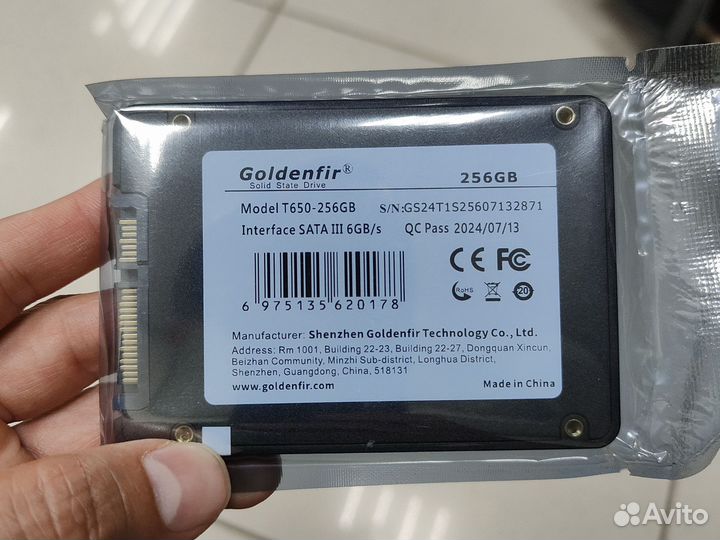 Goldenfir®
Solid State Drive
256GB
Model T650-256GB
S/N:GS24T1S25607132871
Interface SATA III 6GB/s
QC Pass 2024/07/13
CE FC
RoHS
20
6 975135 620178
Manufacturer: Shenzhen Goldenfir Technology Co., Ltd.
Address: Rm 1001, Building 22-23, Building 22-27, Dongquan Xincun,
Beizhan Community, Minzhi Sub-district, Longhua District,
Shenzhen, Guangdong, China, 518131
www.goldenfir.com
Made in China
Avito